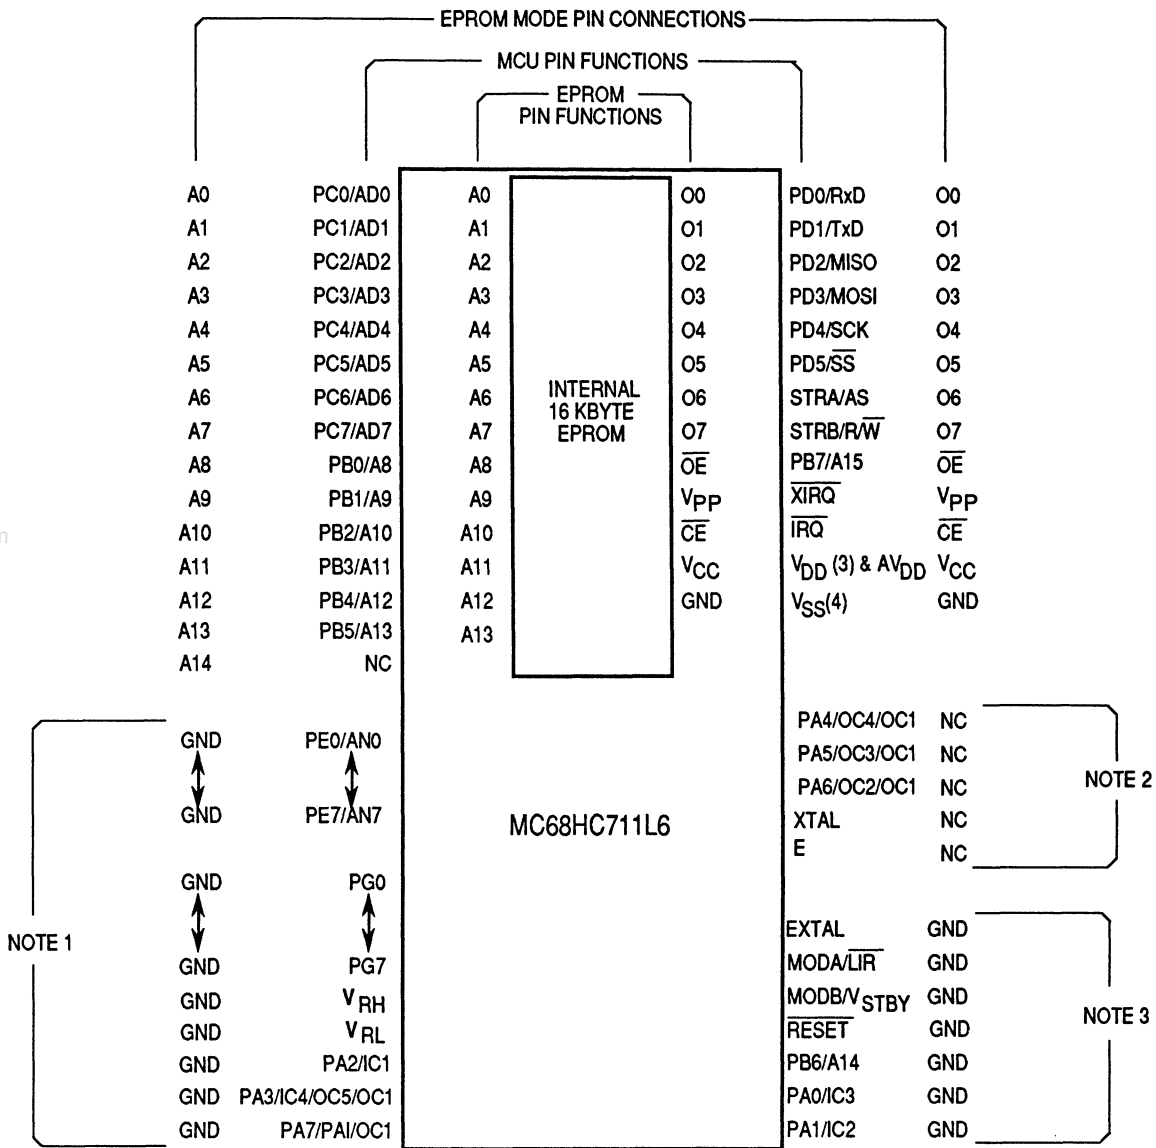 EPROM MODE PIN CONNECTIONS
MCU PIN FUNCTIONS
EPROM
PIN FUNCTIONS
A0 PC0/AD0 A0 O0 PD0/RxD O0
A1 PC1/AD1 A1 O1 PD1/TxD O1
A2 PC2/AD2 A2 O2 PD2/MISO O2
A3 PC3/AD3 A3 O3 PD3/MOSI O3
A4 PC4/AD4 A4 O4 PD4/SCK O4
A5 PC5/AD5 A5 O5 PD5/S̅S̅ O5
A6 PC6/AD6 A6 INTERNAL O6 STRA/AS O6
16 KBYTE
A7 PC7/AD7 A7 EPROM O7 STRB/R/W̅ O7
A8 PB0/A8 A8 O̅E̅ PB7/A15 O̅E̅
A9 PB1/A9 A9 VPP X̅I̅R̅Q̅ VPP
A10 PB2/A10 A10 C̅E̅ I̅R̅Q̅ C̅E̅
A11 PB3/A11 A11 VCC VDD (3) & AVDD VCC
A12 PB4/A12 A12 GND VSS(4) GND
A13 PB5/A13 A13
A14 NC
PA4/OC4/OC1 NC
GND PE0/AN0
PA5/OC3/OC1 NC
PA6/OC2/OC1 NC NOTE 2
GND PE7/AN7 MC68HC711L6 XTAL NC
E NC
GND PG0
NOTE 1
EXTAL GND
GND PG7 MODA/L̅I̅R̅ GND
GND VRH MODB/VSTBY GND
GND VRL R̅E̅S̅E̅T̅ GND NOTE 3
GND PA2/IC1 PB6/A14 GND
GND PA3/IC4/OC5/OC1 PA0/IC3 GND
GND PA7/PAI/OC1 PA1/IC2 GND